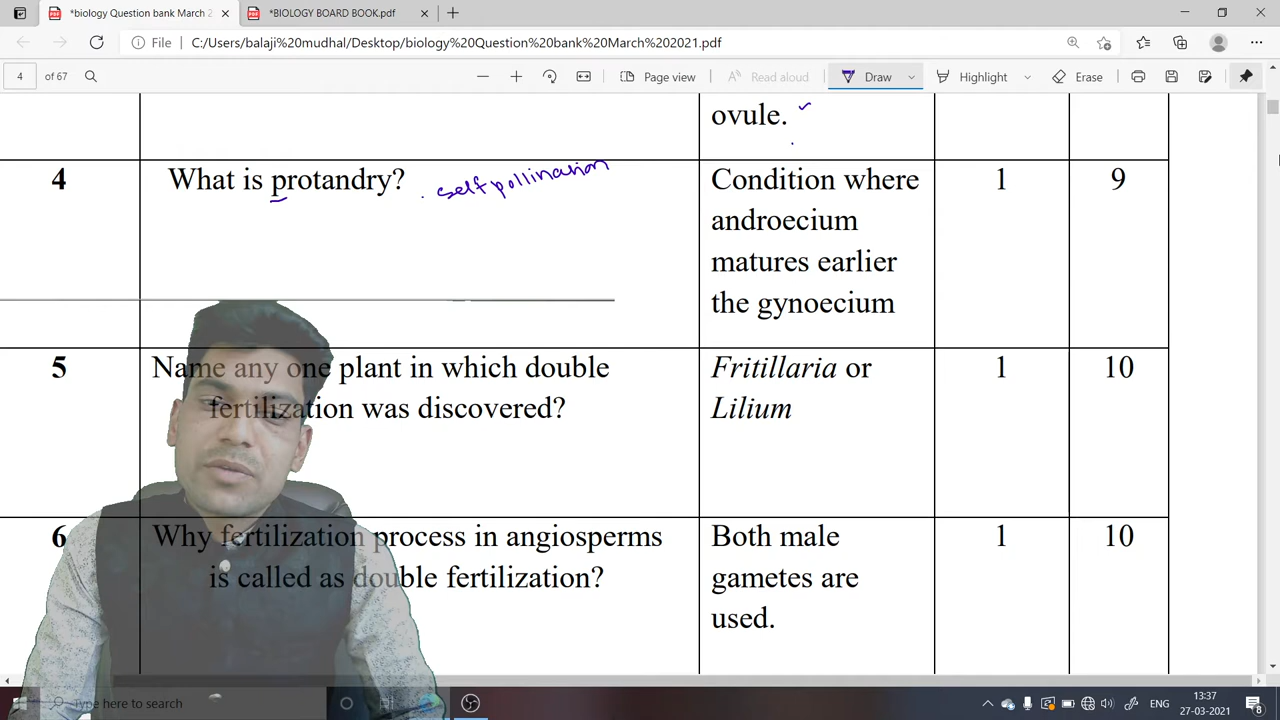 *biology Question bank March 2
*BIOLOGY BOARD BOOK.pdf
File
C:/Users/balaji%20mudhal/Desktop/biology%20Question%20bank%20March%202021.pdf
4 of 67
Page view
Read aloud
Draw
Highlight
Erase
ovule.
4 What is protandry? self pollination Condition where 1 9
androecium
matures earlier
the gynoecium
5 Name any one plant in which double Fritillaria or 1 10
fertilization was discovered? Lilium
6 Why fertilization process in angiosperms Both male 1 10
is called as double fertilization? gametes are
used.
Type here to search
ENG
13:37
27-03-2021
8